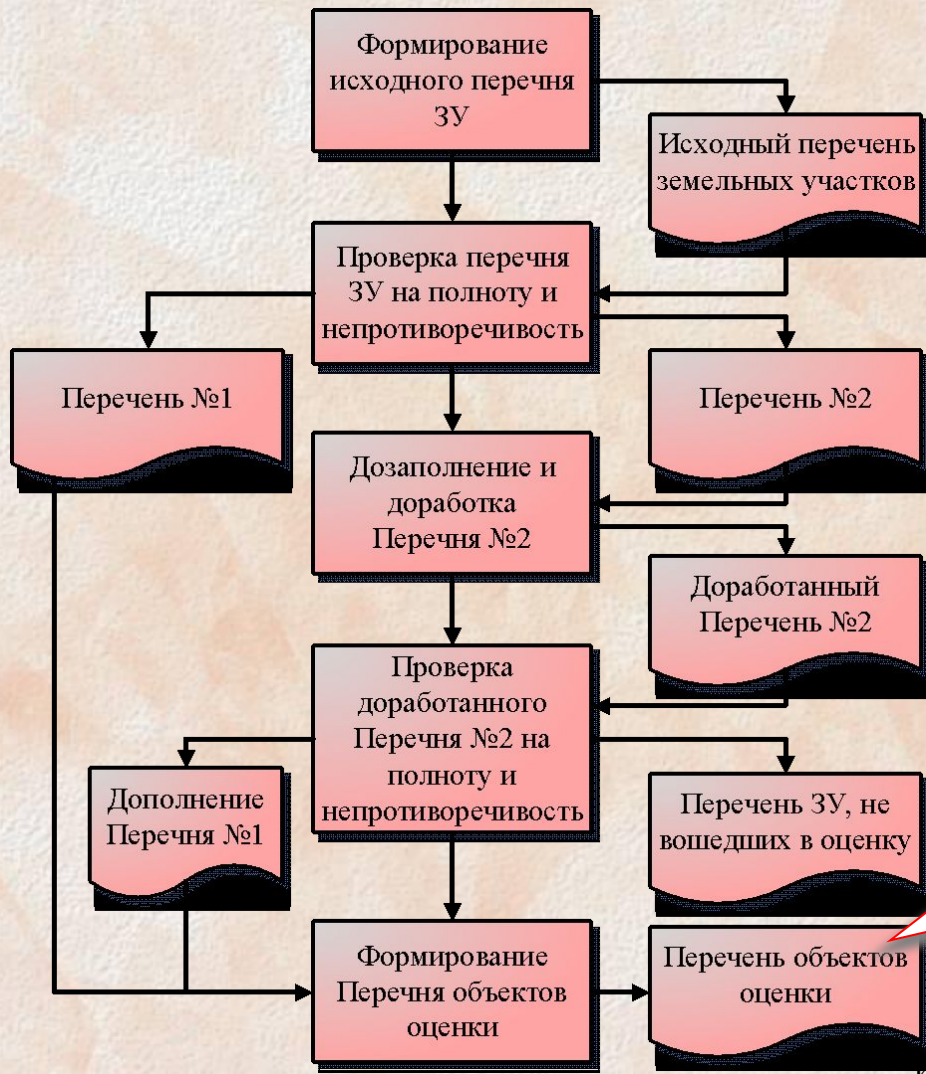 Формирование
исходного перечня
ЗУ
Исходный перечень
земельных участков
Проверка перечня
ЗУ на полноту и
непротиворечивость
Перечень №1
Перечень №2
Дозаполнение и
доработка
Перечня №2
Доработанный
Перечень №2
Проверка
доработанного
Перечня №2 на
полноту и
непротиворечивость
Дополнение
Перечня №1
Перечень ЗУ, не
вошедших в оценку
Формирование
Перечня объектов
оценки
Перечень объектов
оценки